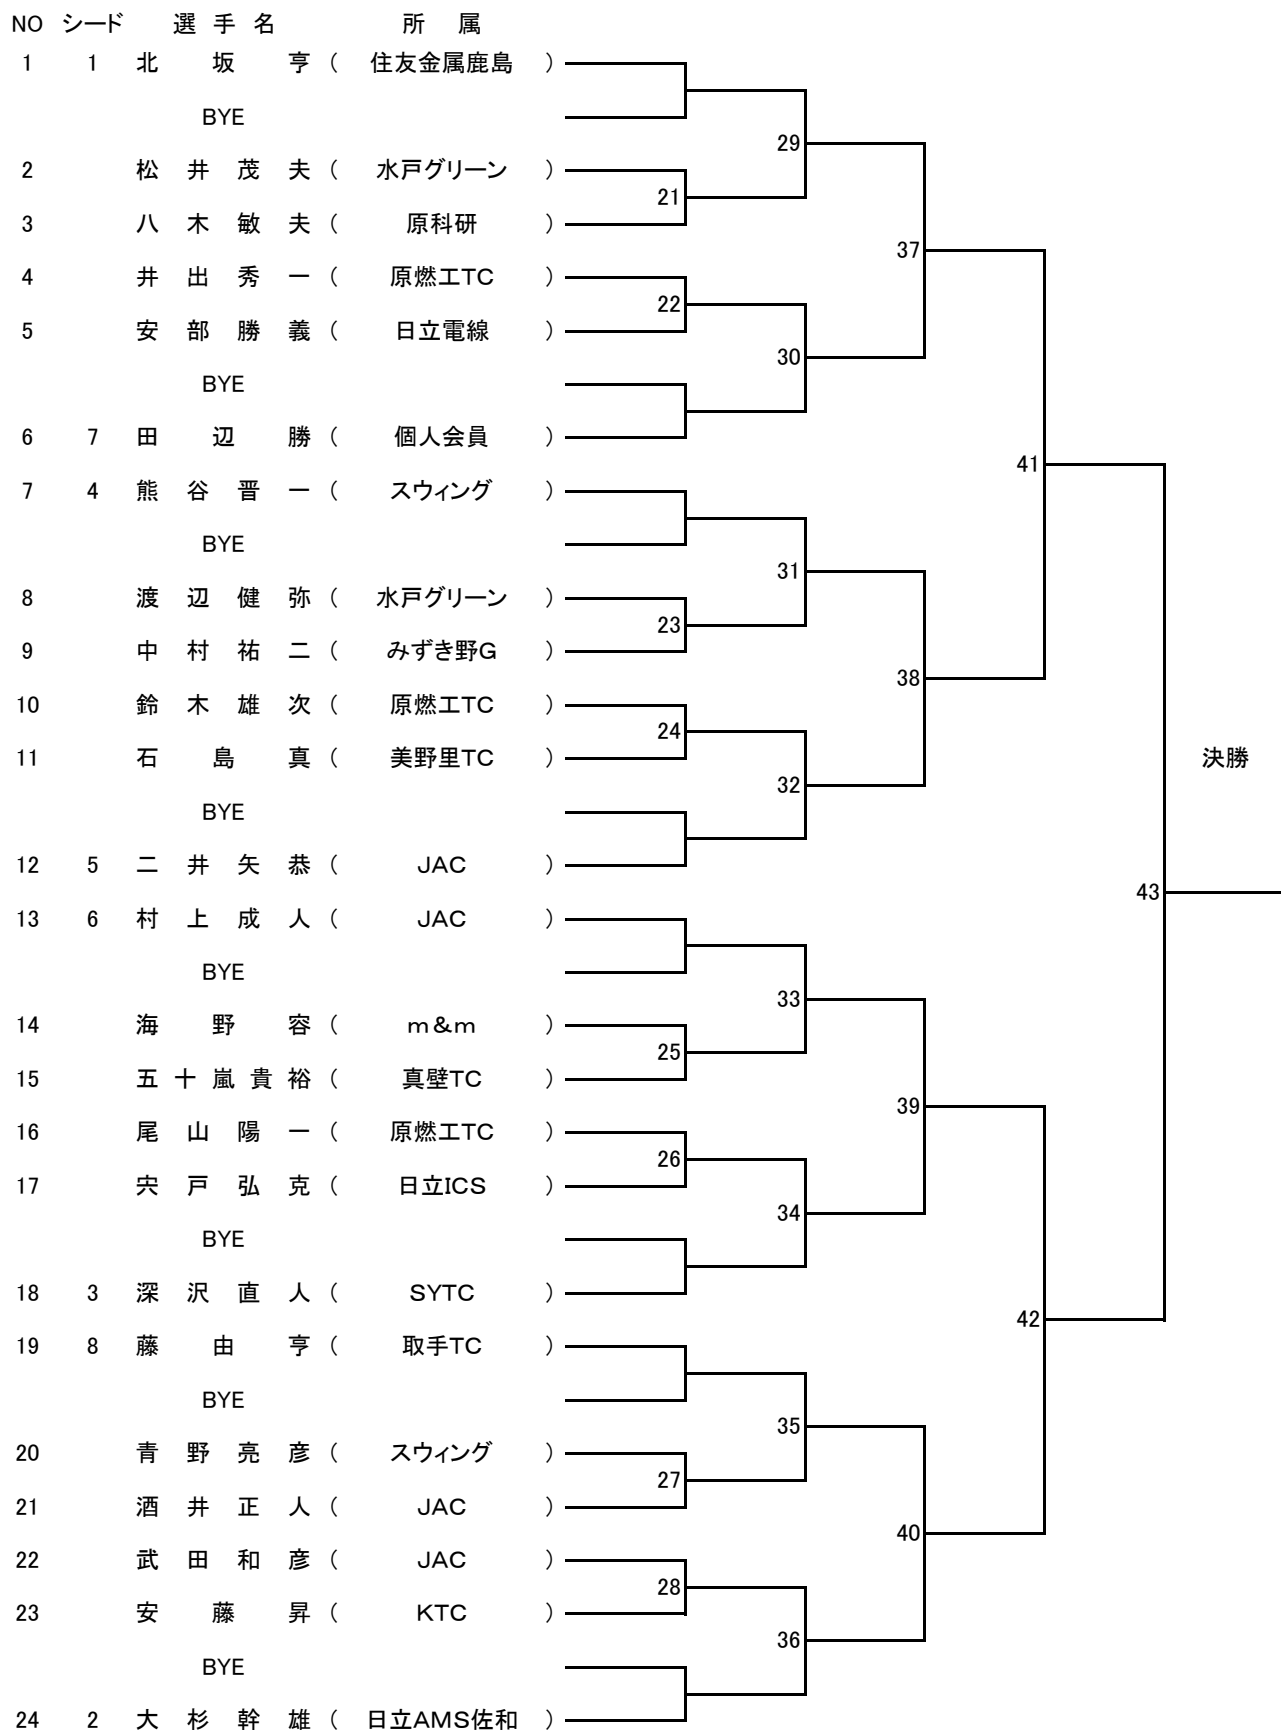 NO シード 選手名 所属
1 1 北坂亨 ( 住友金属鹿島 )
BYE
29
2 松井茂夫 ( 水戸グリーン )
21
3 八木敏夫 ( 原科研 )
37
4 井出秀一 ( 原燃工TC )
22
5 安部勝義 ( 日立電線 )
30
BYE
6 7 田辺勝 ( 個人会員 )
41
7 4 熊谷晋一 ( スウィング )
BYE
31
8 渡辺健弥 ( 水戸グリーン )
23
9 中村祐二 ( みずき野G )
38
10 鈴木雄次 ( 原燃工TC )
24
11 石島真 ( 美野里TC )
決勝
32
BYE
12 5 二井矢恭 ( JAC )
43
13 6 村上成人 ( JAC )
BYE
33
14 海野容 ( m&m )
25
15 五十嵐貴裕 ( 真壁TC )
39
16 尾山陽一 ( 原燃工TC )
26
17 宍戸弘克 ( 日立ICS )
34
BYE
18 3 深沢直人 ( SYTC )
42
19 8 藤由亨 ( 取手TC )
BYE
35
20 青野亮彦 ( スウィング )
27
21 酒井正人 ( JAC )
40
22 武田和彦 ( JAC )
28
23 安藤昇 ( KTC )
36
BYE
24 2 大杉幹雄 ( 日立AMS佐和 )